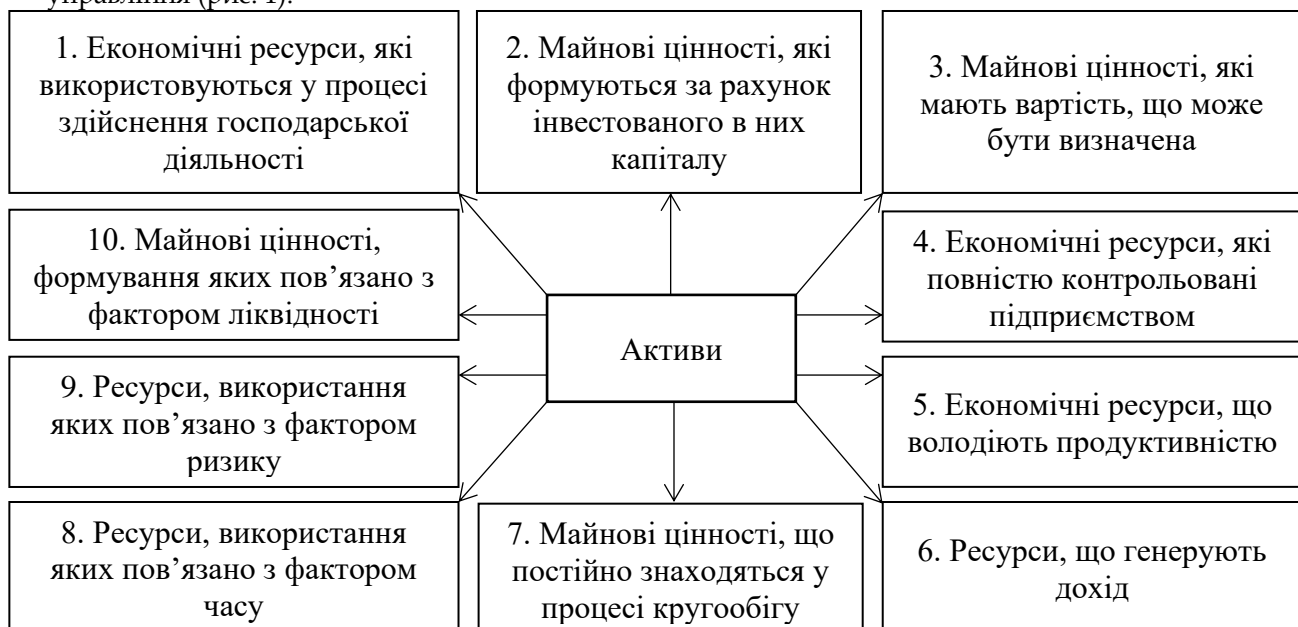 управління (рис. 1).
1. Економічні ресурси, які
використовуються у процесі
здійснення господарської
діяльності
2. Майнові цінності, які
формуються за рахунок
інвестованого в них
капіталу
3. Майнові цінності, які
мають вартість, що може
бути визначена
10. Майнові цінності,
формування яких пов’язано з
фактором ліквідності
4. Економічні ресурси, які
повністю контрольовані
підприємством
Активи
9. Ресурси, використання
яких пов’язано з фактором
ризику
5. Економічні ресурси, що
володіють продуктивністю
8. Ресурси, використання
яких пов’язано з фактором
часу
7. Майнові цінності, що
постійно знаходяться у
процесі кругообігу
6. Ресурси, що генерують
дохід